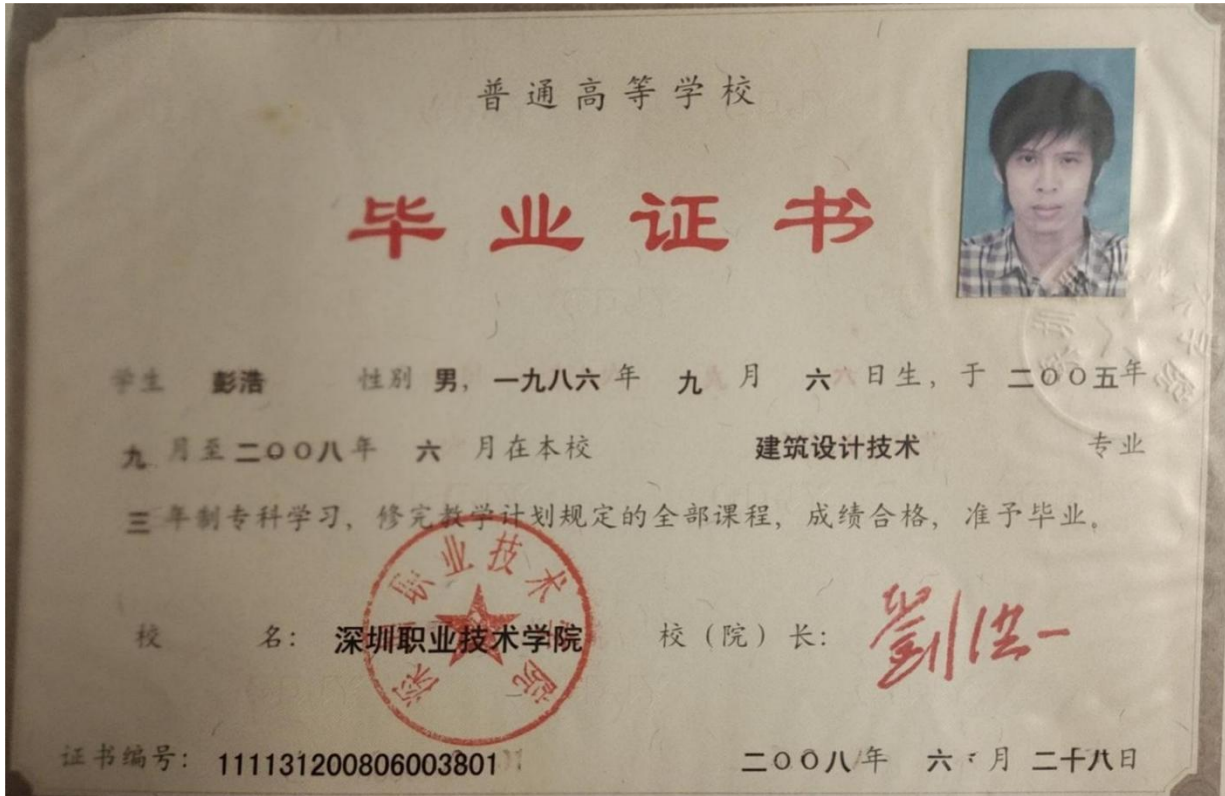 普通高等学校
毕业证书
学生 彭浩 性别 男，一九八六年 九 月 六日生，于 二〇〇五年
九 月至二〇〇八年 六 月在本校 建筑设计技术 专业
三 年制专科学习，修完教学计划规定的全部课程，成绩合格，准予毕业。
深圳职业技术学院
校 名：深圳职业技术学院 校（院）长：劉洪一
证书编号：111131200806003801 二〇〇八年 六 月 二十八日